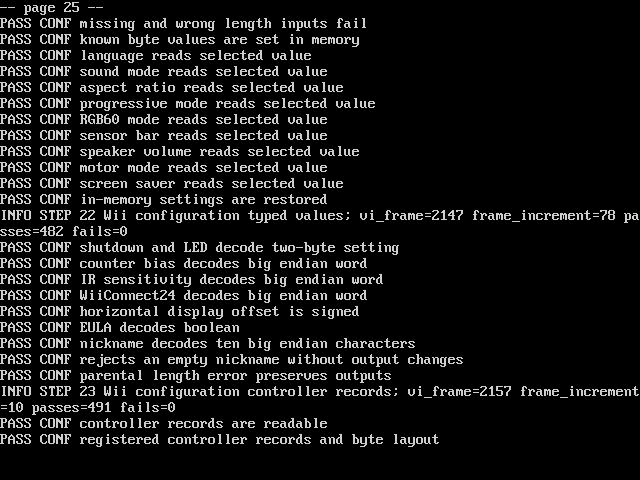 -- page 25 --
PASS CONF missing and wrong length inputs fail
PASS CONF known byte values are set in memory
PASS CONF language reads selected value
PASS CONF sound mode reads selected value
PASS CONF aspect ratio reads selected value
PASS CONF progressive mode reads selected value
PASS CONF RGB60 mode reads selected value
PASS CONF sensor bar reads selected value
PASS CONF speaker volume reads selected value
PASS CONF motor mode reads selected value
PASS CONF screen saver reads selected value
PASS CONF in-memory settings are restored
INFO STEP 22 Wii configuration typed values; vi_frame=2147 frame_increment=78 pa
sses=482 fails=0
PASS CONF shutdown and LED decode two-byte setting
PASS CONF counter bias decodes big endian word
PASS CONF IR sensitivity decodes big endian word
PASS CONF WiiConnect24 decodes big endian word
PASS CONF horizontal display offset is signed
PASS CONF EULA decodes boolean
PASS CONF nickname decodes ten big endian characters
PASS CONF rejects an empty nickname without output changes
PASS CONF parental length error preserves outputs
INFO STEP 23 Wii configuration controller records; vi_frame=2157 frame_increment
=10 passes=491 fails=0
PASS CONF controller records are readable
PASS CONF registered controller records and byte layout